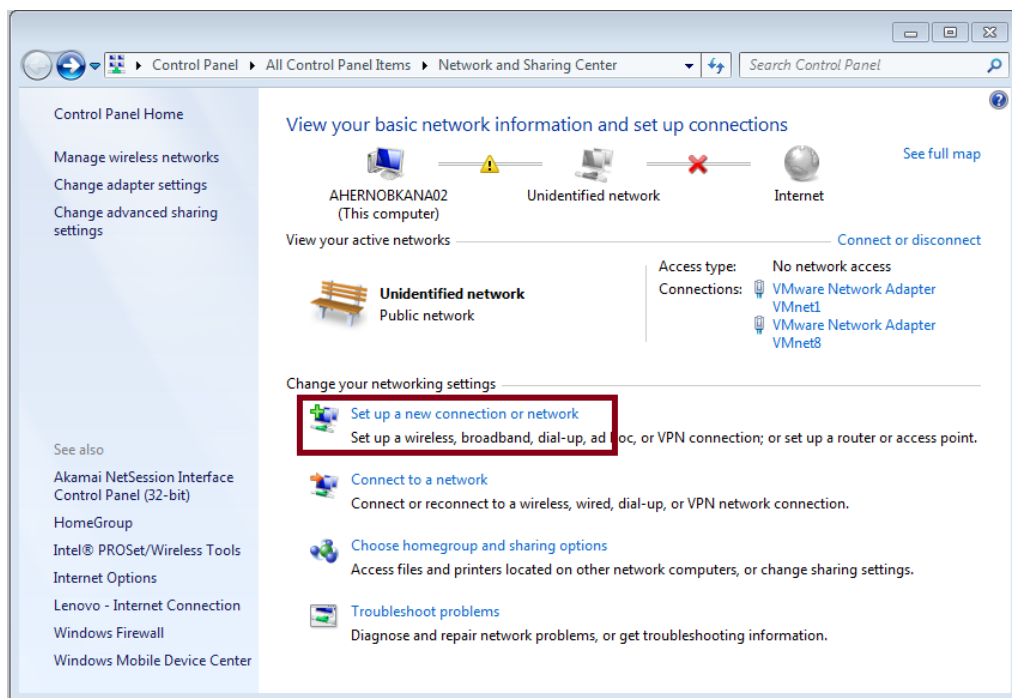 Control Panel ▸ All Control Panel Items ▸ Network and Sharing Center
Search Control Panel
Control Panel Home
Manage wireless networks
Change adapter settings
Change advanced sharing
settings
See also
Akamai NetSession Interface
Control Panel (32-bit)
HomeGroup
Intel® PROSet/Wireless Tools
Internet Options
Lenovo - Internet Connection
Windows Firewall
Windows Mobile Device Center
View your basic network information and set up connections
See full map
AHERNOBKANA02
(This computer)
Unidentified network
Internet
View your active networks
Connect or disconnect
Unidentified network
Public network
Access type: No network access
Connections: VMware Network Adapter
VMnet1
VMware Network Adapter
VMnet8
Change your networking settings
Set up a new connection or network
Set up a wireless, broadband, dial-up, ad oc, or VPN connection; or set up a router or access point.
Connect to a network
Connect or reconnect to a wireless, wired, dial-up, or VPN network connection.
Choose homegroup and sharing options
Access files and printers located on other network computers, or change sharing settings.
Troubleshoot problems
Diagnose and repair network problems, or get troubleshooting information.